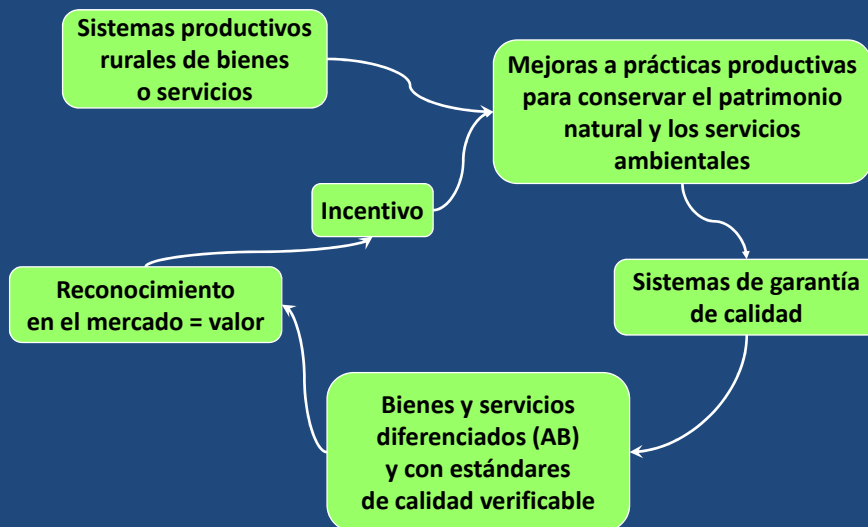 Sistemas productivos
rurales de bienes
o servicios
Mejoras a prácticas productivas
para conservar el patrimonio
natural y los servicios
ambientales
Incentivo
Reconocimiento
en el mercado = valor
Sistemas de garantía
de calidad
Bienes y servicios
diferenciados (AB)
y con estándares
de calidad verificable